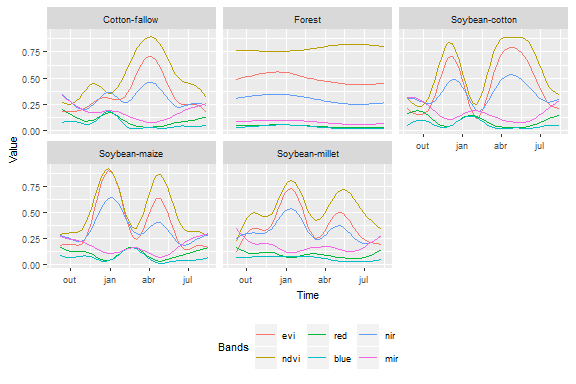 Cotton-fallow Forest Soybean-cotton
0.75
0.50
0.25
0.00
out jan abr jul
Value
Soybean-maize Soybean-millet
0.75
0.50
0.25
0.00
out jan abr jul out jan abr jul
Time
Bands evi red nir
ndvi blue mir